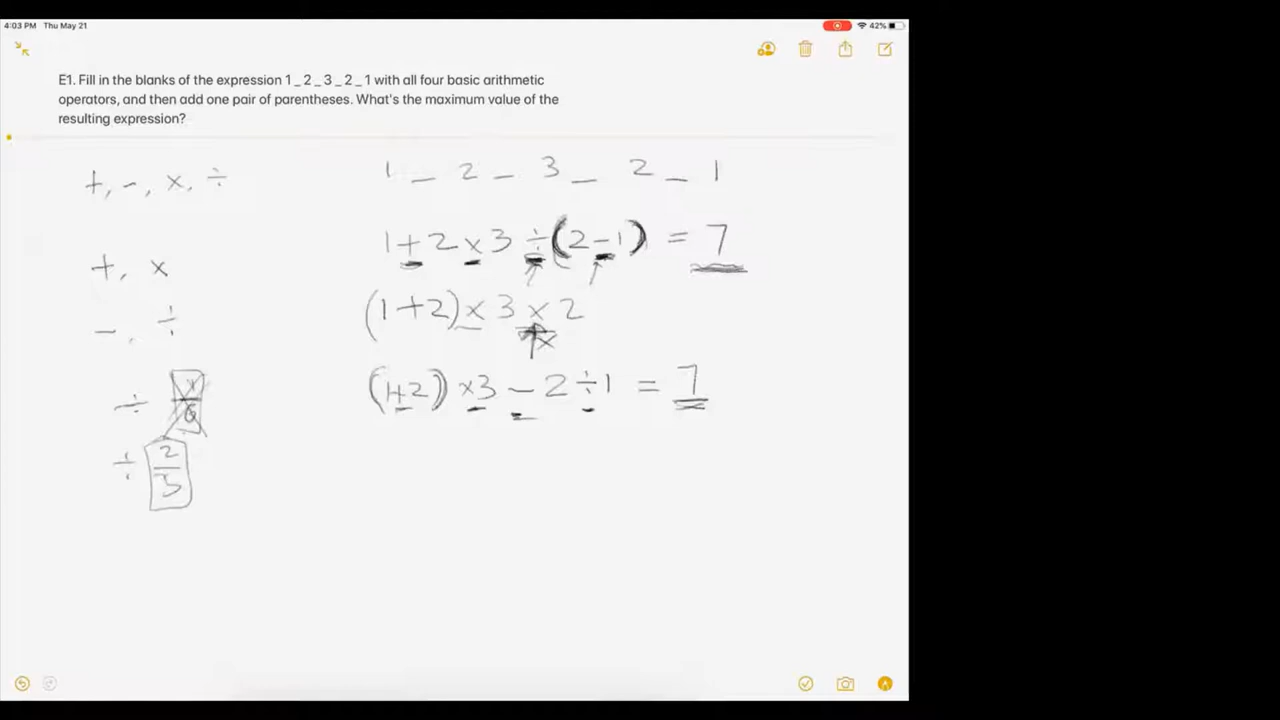 4:03 PM Thu May 21
42%
E1. Fill in the blanks of the expression 1 _ 2 _ 3 _ 2 _ 1 with all four basic arithmetic
operators, and then add one pair of parentheses. What's the maximum value of the
resulting expression?
+, -, × , ÷
1 _ 2 _ 3 _ 2 _ 1
1 + 2 × 3 ÷ (2 - 1) = 7
+, ×
(1 + 2) × 3 × 2
×
-, ÷
(1+2) ×3 - 2 ÷ 1 = 7
÷
÷ 2/3